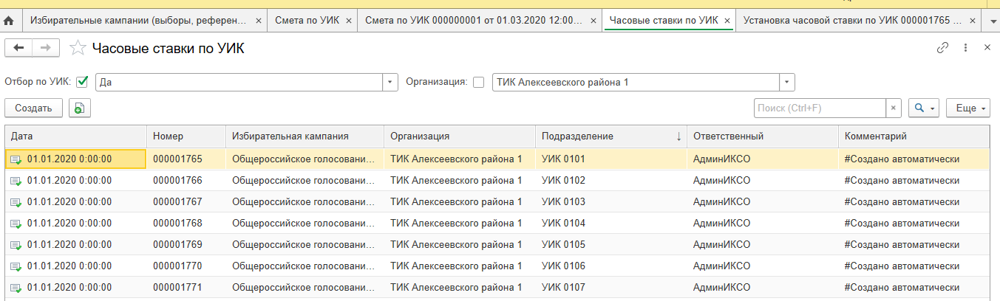 Избирательные кампании (выборы, референ... × Смета по УИК × Смета по УИК 000000001 от 01.03.2020 12:00... × Часовые ставки по УИК × Установка часовой ставки по УИК 000001765 ... ×
Часовые ставки по УИК
Отбор по УИК: Да Организация: ТИК Алексеевского района 1
Создать Поиск (Ctrl+F) × Еще
Дата Номер Избирательная кампания Организация Подразделение ↓ Ответственный Комментарий
01.01.2020 0:00:00 000001765 Общероссийское голосовани... ТИК Алексеевского района 1 УИК 0101 АдминИКСО #Создано автоматически
01.01.2020 0:00:00 000001766 Общероссийское голосовани... ТИК Алексеевского района 1 УИК 0102 АдминИКСО #Создано автоматически
01.01.2020 0:00:00 000001767 Общероссийское голосовани... ТИК Алексеевского района 1 УИК 0103 АдминИКСО #Создано автоматически
01.01.2020 0:00:00 000001768 Общероссийское голосовани... ТИК Алексеевского района 1 УИК 0104 АдминИКСО #Создано автоматически
01.01.2020 0:00:00 000001769 Общероссийское голосовани... ТИК Алексеевского района 1 УИК 0105 АдминИКСО #Создано автоматически
01.01.2020 0:00:00 000001770 Общероссийское голосовани... ТИК Алексеевского района 1 УИК 0106 АдминИКСО #Создано автоматически
01.01.2020 0:00:00 000001771 Общероссийское голосовани... ТИК Алексеевского района 1 УИК 0107 АдминИКСО #Создано автоматически